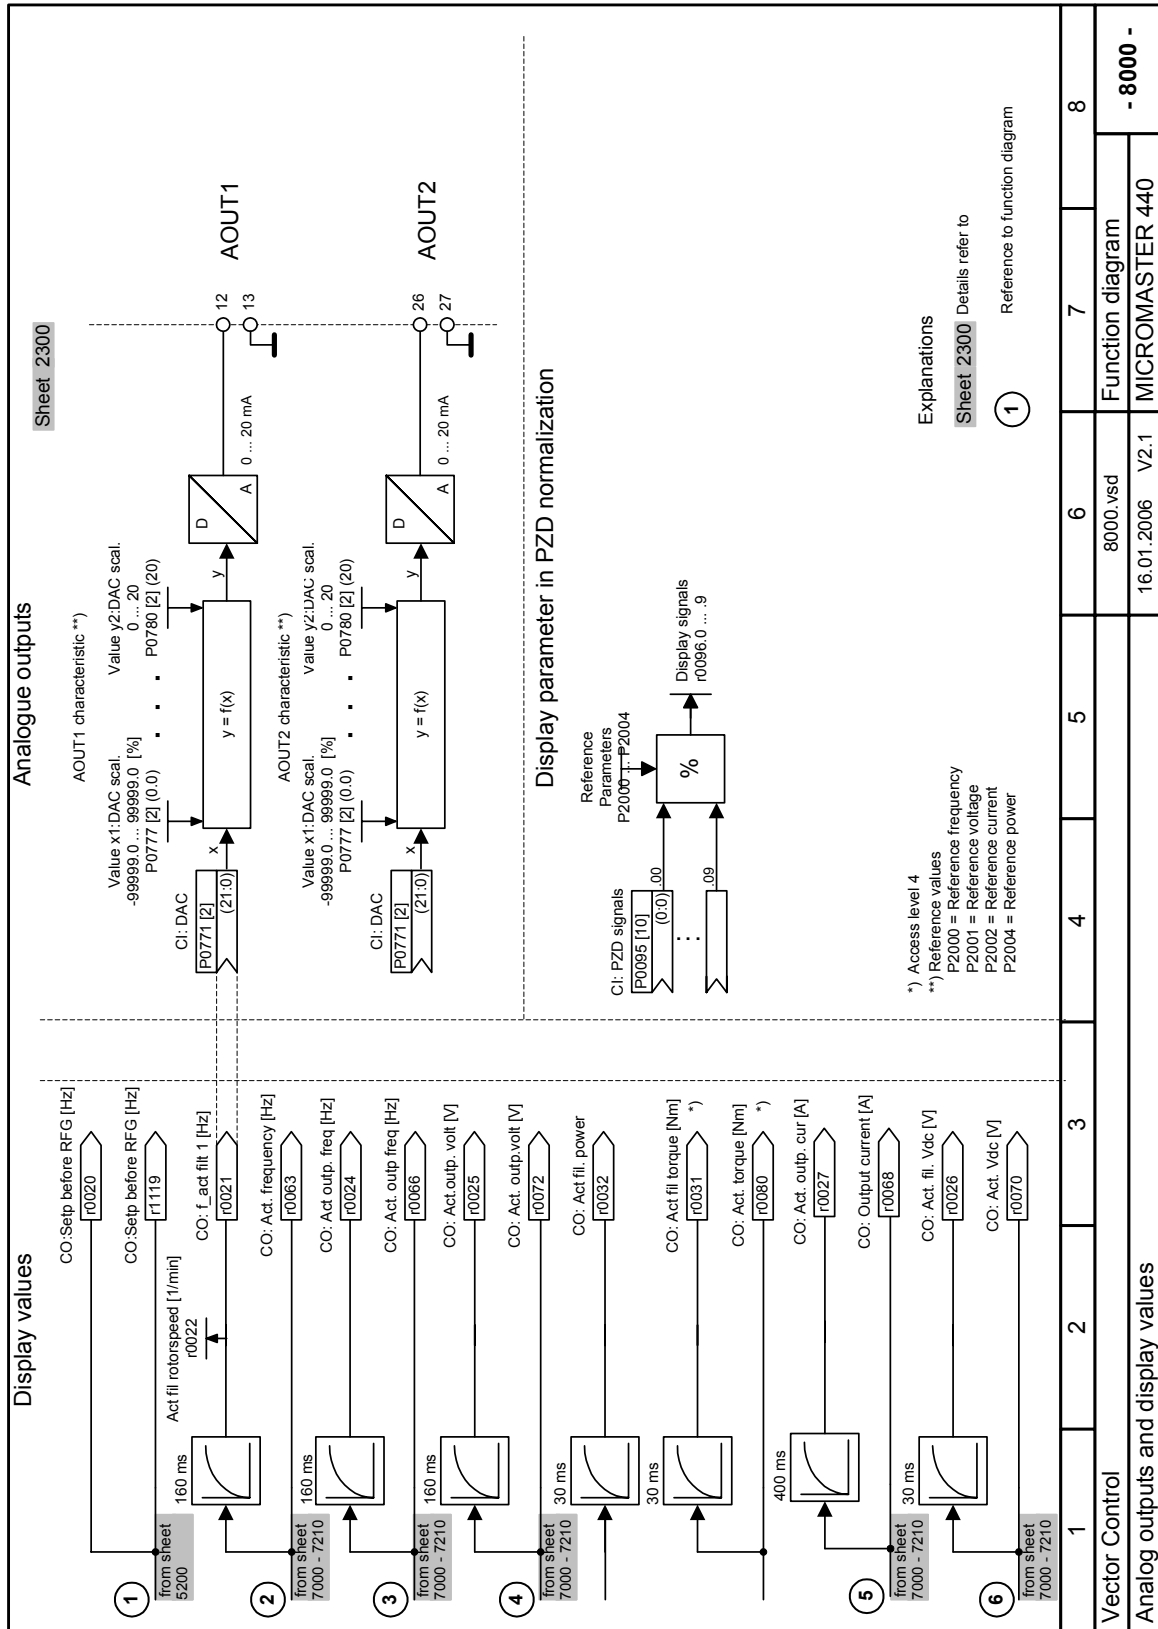 Display values
CO:Setp before RFG [Hz]
r0020
CO:Setp before RFG [Hz]
r1119
1
from sheet
5200
Act fil rotorspeed [1/min]
r0022
160 ms
CO: f_act filt 1 [Hz]
r0021
2
from sheet
7000 - 7210
CO: Act. frequency [Hz]
r0063
160 ms
CO: Act outp. freq [Hz]
r0024
3
from sheet
7000 - 7210
CO: Act. outp freq [Hz]
r0066
160 ms
CO: Act.outp. volt [V]
r0025
4
from sheet
7000 - 7210
CO: Act. outp.volt [V]
r0072
30 ms
CO: Act fil. power
r0032
30 ms
CO. Act fil torque [Nm]
r0031
*)
CO: Act. torque [Nm]
r0080
*)
400 ms
CO: Act. outp. cur [A]
r0027
5
from sheet
7000 - 7210
CO: Output current [A]
r0068
30 ms
CO: Act. fil. Vdc [V]
r0026
6
from sheet
7000 - 7210
CO: Act. Vdc [V]
r0070
Analogue outputs
Sheet 2300
AOUT1 characteristic **)
Value x1:DAC scal.
-99999.0 ... 99999.0 [%]
P0777 [2] (0.0)
. . .
Value y2:DAC scal.
0 ... 20
P0780 [2] (20)
CI: DAC
P0771 [2]
(21:0)
x
y = f(x)
y
D
A
0 ... 20 mA
12
13
AOUT1
AOUT2 characteristic **)
Value x1:DAC scal.
-99999.0 ... 99999.0 [%]
P0777 [2] (0.0)
. . .
Value y2:DAC scal.
0 ... 20
P0780 [2] (20)
CI: DAC
P0771 [2]
(21:0)
x
y = f(x)
y
D
A
0 ... 20 mA
26
27
AOUT2
Display parameter in PZD normalization
Reference
Parameters
P2000 ... P2004
CI: PZD signals
P0095 [10]
(0:0)
.00
...
.09
%
Display signals
r0096.0 ... .9
*) Access level 4
**) Reference values
P2000 = Reference frequency
P2001 = Reference voltage
P2002 = Reference current
P2004 = Reference power
Explanations
Sheet 2300 Details refer to
1 Reference to function diagram
1 2 3 4 5 6 7 8
Vector Control 8000.vsd Function diagram - 8000 -
Analog outputs and display values 16.01.2006 V2.1 MICROMASTER 440